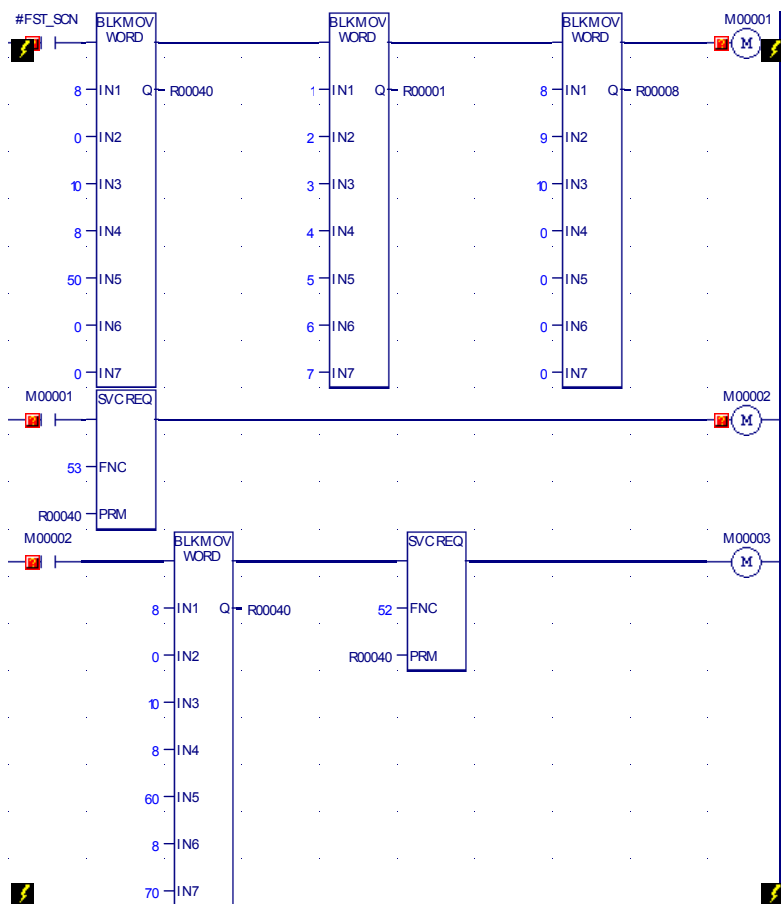 #FST_SCN BLKMOV WORD BLKMOV WORD BLKMOV WORD M00001
M
8 IN1 Q R00040 1 IN1 Q R00001 8 IN1 Q R00008
0 IN2 2 IN2 9 IN2
10 IN3 3 IN3 10 IN3
8 IN4 4 IN4 0 IN4
50 IN5 5 IN5 0 IN5
0 IN6 6 IN6 0 IN6
0 IN7 7 IN7 0 IN7
M00001 SVC REQ M00002
M
53 FNC
R00040 PRM
M00002 BLKMOV WORD SVC REQ M00003
M
8 IN1 Q R00040 52 FNC
0 IN2 R00040 PRM
10 IN3
8 IN4
60 IN5
8 IN6
70 IN7